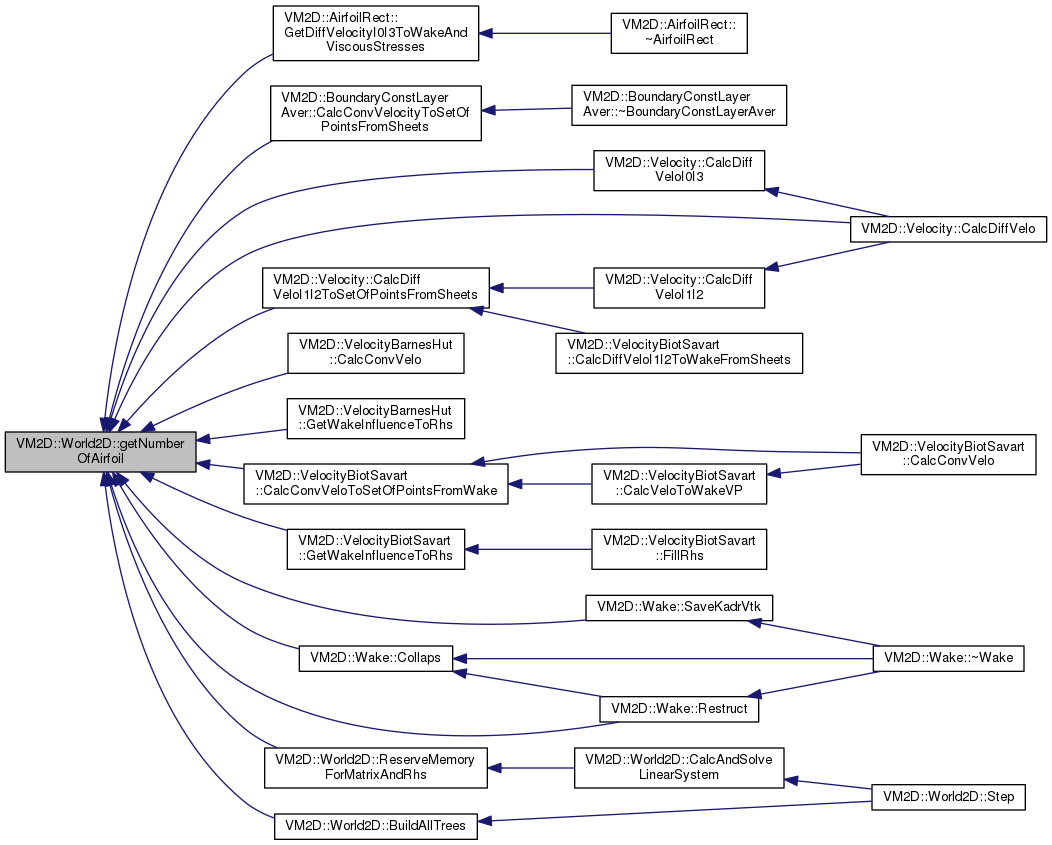 VM2D::AirfoilRect::
GetDiffVelocityI0I3ToWakeAnd
ViscousStresses
VM2D::AirfoilRect::
~AirfoilRect
VM2D::BoundaryConstLayer
Aver::CalcConvVelocityToSetOf
PointsFromSheets
VM2D::BoundaryConstLayer
Aver::~BoundaryConstLayerAver
VM2D::Velocity::CalcDiff
VeloI0I3
VM2D::Velocity::CalcDiffVelo
VM2D::Velocity::CalcDiff
VeloI1I2ToSetOfPointsFromSheets
VM2D::Velocity::CalcDiff
VeloI1I2
VM2D::VelocityBarnesHut
::CalcConvVelo
VM2D::VelocityBiotSavart
::CalcDiffVeloI1I2ToWakeFromSheets
VM2D::VelocityBarnesHut
::GetWakeInfluenceToRhs
VM2D::World2D::getNumber
OfAirfoil
VM2D::VelocityBiotSavart
::CalcConvVeloToSetOfPointsFromWake
VM2D::VelocityBiotSavart
::CalcVeloToWakeVP
VM2D::VelocityBiotSavart
::CalcConvVelo
VM2D::VelocityBiotSavart
::GetWakeInfluenceToRhs
VM2D::VelocityBiotSavart
::FillRhs
VM2D::Wake::SaveKadrVtk
VM2D::Wake::Collaps
VM2D::Wake::~Wake
VM2D::Wake::Restruct
VM2D::World2D::ReserveMemory
ForMatrixAndRhs
VM2D::World2D::CalcAndSolve
LinearSystem
VM2D::World2D::Step
VM2D::World2D::BuildAllTrees